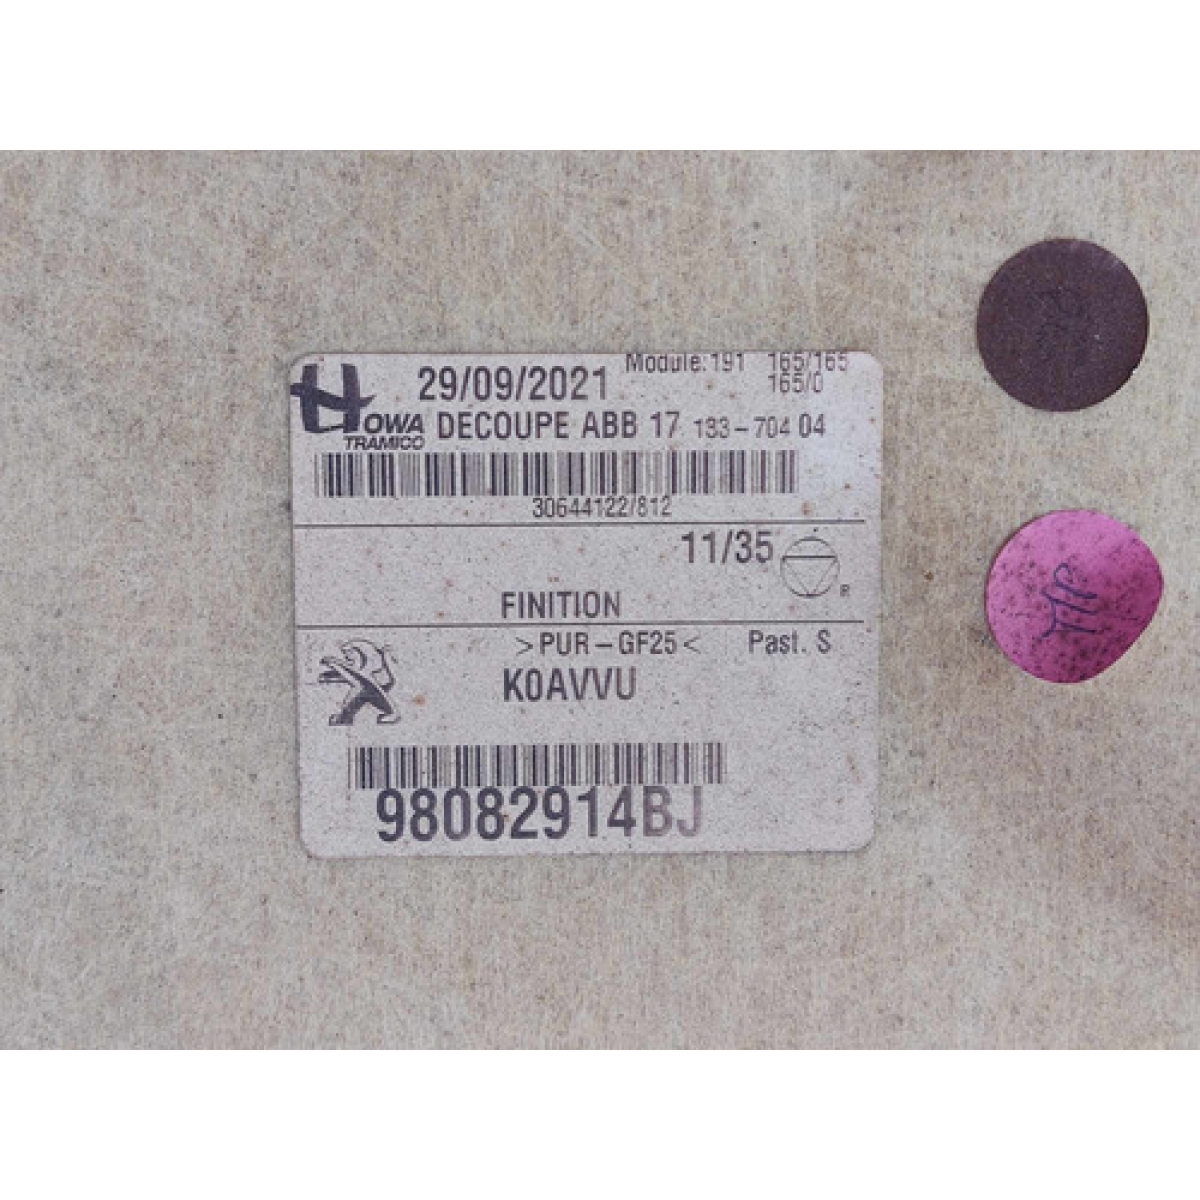 29/09/2021 Module:191 165/165
165/0
HOWA
TRAMICO
DECOUPE ABB 17 133-704 04
30644122/812
11/35
R
FINITION
>PUR-GF25< Past. S
K0AVVU
98082914BJ